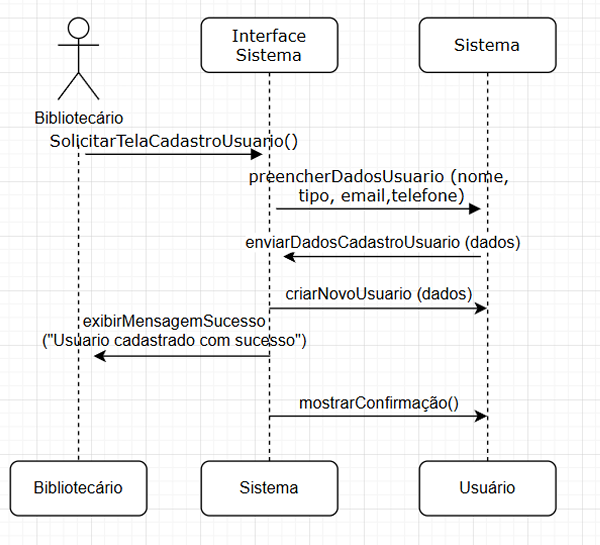 Interface
Sistema
Sistema
Bibliotecário
SolicitarTelaCadastroUsuario()
preencherDadosUsuario (nome,
tipo, email,telefone)
enviarDadosCadastroUsuario (dados)
criarNovoUsuario (dados)
exibirMensagemSucesso
("Usuario cadastrado com sucesso")
mostrarConfirmação()
Bibliotecário
Sistema
Usuário